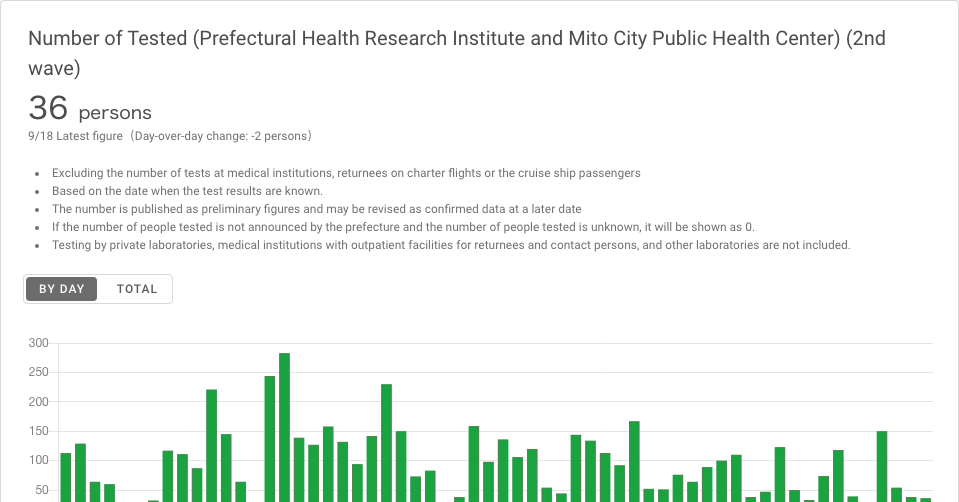 Number of Tested (Prefectural Health Research Institute and Mito City Public Health Center) (2nd
wave)
36 persons
9/18 Latest figure（Day-over-day change: -2 persons）
Excluding the number of tests at medical institutions, returnees on charter flights or the cruise ship passengers
Based on the date when the test results are known.
The number is published as preliminary figures and may be revised as confirmed data at a later date
If the number of people tested is not announced by the prefecture and the number of people tested is unknown, it will be shown as 0.
Testing by private laboratories, medical institutions with outpatient facilities for returnees and contact persons, and other laboratories are not included.
BY DAY TOTAL
300
250
200
150
100
50